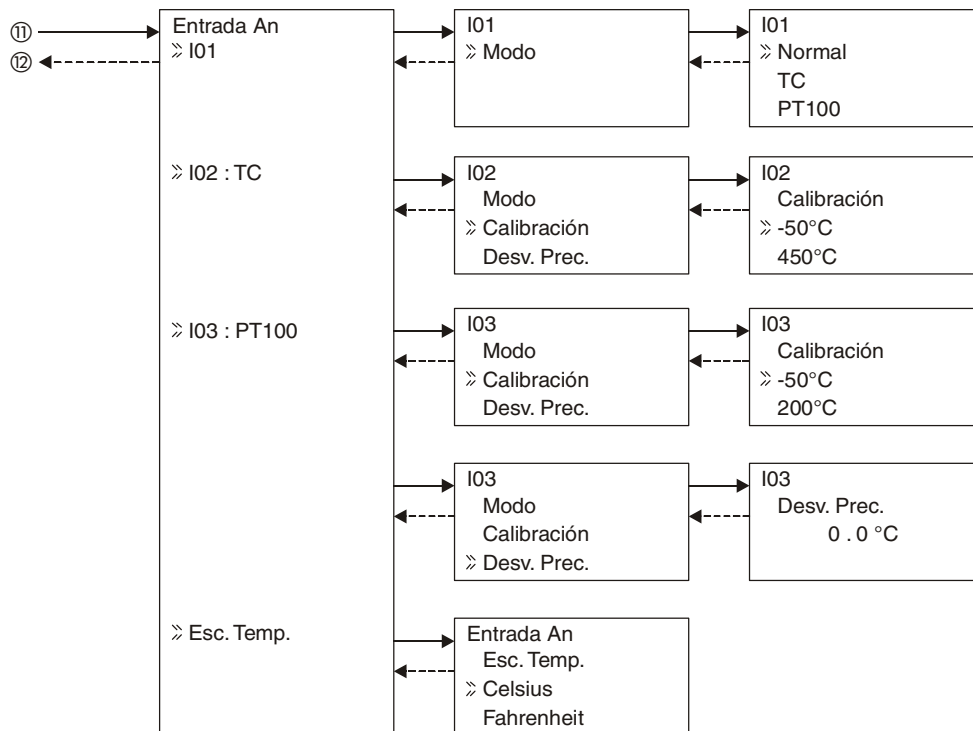 ⑪
⑫
Entrada An
» I01
I01
» Modo
I01
» Normal
TC
PT100
» I02 : TC
I02
Modo
» Calibración
Desv. Prec.
I02
Calibración
» -50°C
450°C
» I03 : PT100
I03
Modo
» Calibración
Desv. Prec.
I03
Calibración
» -50°C
200°C
I03
Modo
Calibración
» Desv. Prec.
I03
Desv. Prec.
0 . 0 °C
» Esc. Temp.
Entrada An
Esc. Temp.
» Celsius
Fahrenheit